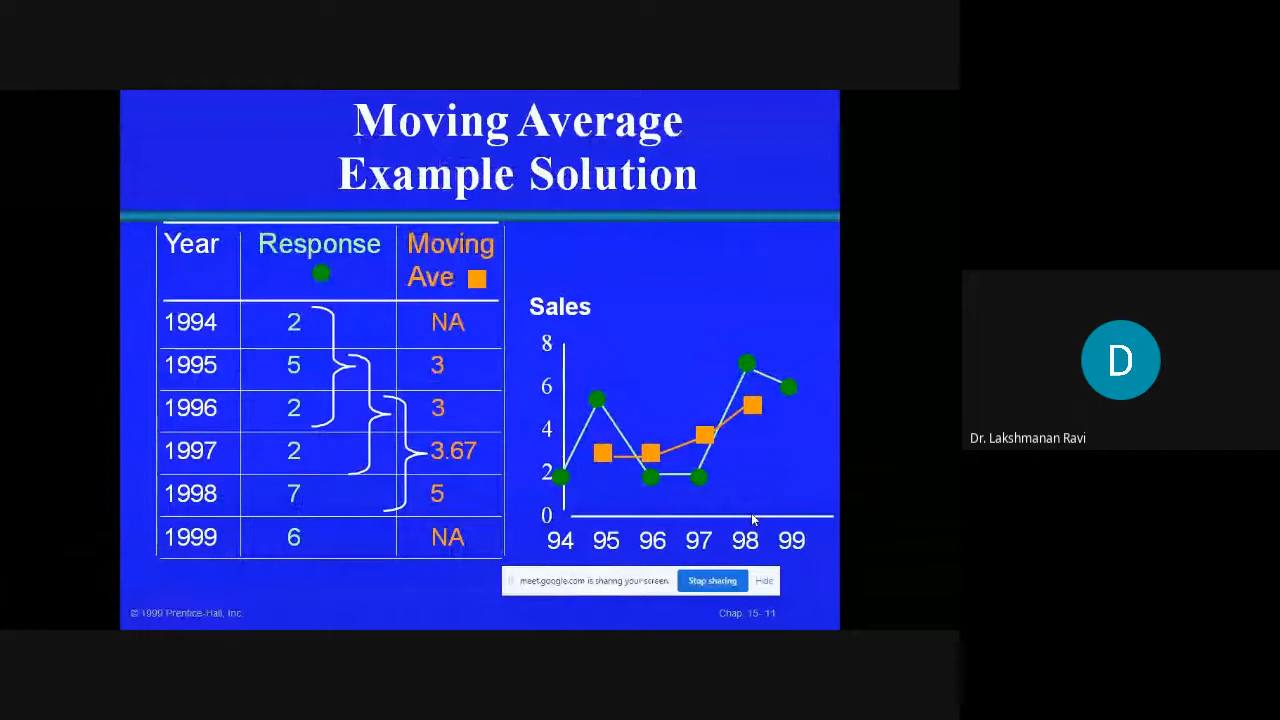 Moving Average
Example Solution
Year Response Moving
Ave
1994 2 NA
1995 5 3
1996 2 3
1997 2 3.67
1998 7 5
1999 6 NA
Sales
8
6
4
2
0
94 95 96 97 98 99
meet.google.com is sharing your screen. Stop sharing Hide
© 1999 Prentice-Hall, Inc.
Chap. 15- 11
D
Dr. Lakshmanan Ravi